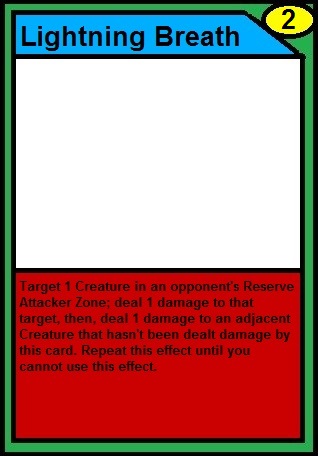 Lightning Breath
2
Target 1 Creature in an opponent's Reserve
Attacker Zone; deal 1 damage to that
target, then, deal 1 damage to an adjacent
Creature that hasn't been dealt damage by
this card. Repeat this effect until you
cannot use this effect.